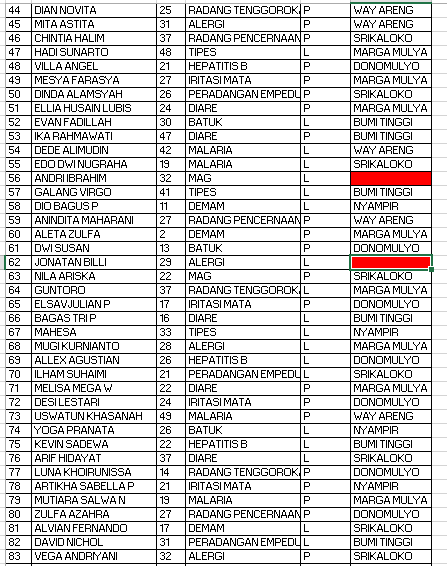 44 DIAN NOVITA 25 RADANG TENGGOROK P WAY ARENG
45 MITA ASTITA 31 ALERGI P WAY ARENG
46 CHINTIA HALIM 37 RADANG PENCERNAAN P SRIKALOKO
47 HADI SUNARTO 48 TIPES L MARGA MULYA
48 VILLA ANGEL 21 HEPATITIS B P DONOMULYO
49 MESYA FARASYA 27 IRITASI MATA P MARGA MULYA
50 DINDA ALAMSYAH 26 PERADANGAN EMPEDU P SRIKALOKO
51 ELLIA HUSAIN LUBIS 24 DIARE P MARGA MULYA
52 EVAN FADILLAH 30 BATUK L BUMI TINGGI
53 IKA RAHMAWATI 47 DIARE P BUMI TINGGI
54 DEDE ALIMUDIN 42 MALARIA L WAY ARENG
55 EDO DWI NUGRAHA 19 MALARIA L SRIKALOKO
56 ANDRI IBRAHIM 32 MAG L
57 GALANG VIRGO 41 TIPES L BUMI TINGGI
58 DIO BAGUS P 11 DEMAM L NYAMPIR
59 ANINDITA MAHARANI 27 RADANG PENCERNAAN P WAY ARENG
60 ALETA ZULFA 2 DEMAM P MARGA MULYA
61 DWI SUSAN 13 BATUK P DONOMULYO
62 JONATAN BILLI 29 ALERGI L
63 NILA ARISKA 22 MAG P SRIKALOKO
64 GUNTORO 37 RADANG TENGGOROK L MARGA MULYA
65 ELSAVJULIAN P 17 IRITASI MATA P DONOMULYO
66 BAGAS TRI P 16 DIARE L BUMI TINGGI
67 MAHESA 33 TIPES L NYAMPIR
68 MUGI KURNIANTO 28 ALERGI L MARGA MULYA
69 ALLEX AGUSTIAN 26 HEPATITIS B L DONOMULYO
70 ILHAM SUHAIMI 21 PERADANGAN EMPEDU L SRIKALOKO
71 MELISA MEGA W 22 DIARE P MARGA MULYA
72 DESI LESTARI 24 IRITASI MATA P DONOMULYO
73 USWATUN KHASANAH 49 MALARIA P WAY ARENG
74 YOGA PRANATA 26 BATUK L NYAMPIR
75 KEVIN SADEWA 22 HEPATITIS B L BUMI TINGGI
76 ARIF HIDAYAT 37 DIARE L SRIKALOKO
77 LUNA KHOIRUNISSA 14 RADANG TENGGOROK P DONOMULYO
78 ARTIKHA SABELLA P 21 IRITASI MATA P NYAMPIR
79 MUTIARA SALWA N 19 MALARIA P MARGA MULYA
80 ZULFA AZAHRA 27 RADANG PENCERNAAN P DONOMULYO
81 ALVIAN FERNANDO 17 DEMAM L SRIKALOKO
82 DAVID NICHOL 31 PERADANGAN EMPEDU L BUMI TINGGI
83 VEGA ANDRIYANI 32 ALERGI P SRIKALOKO